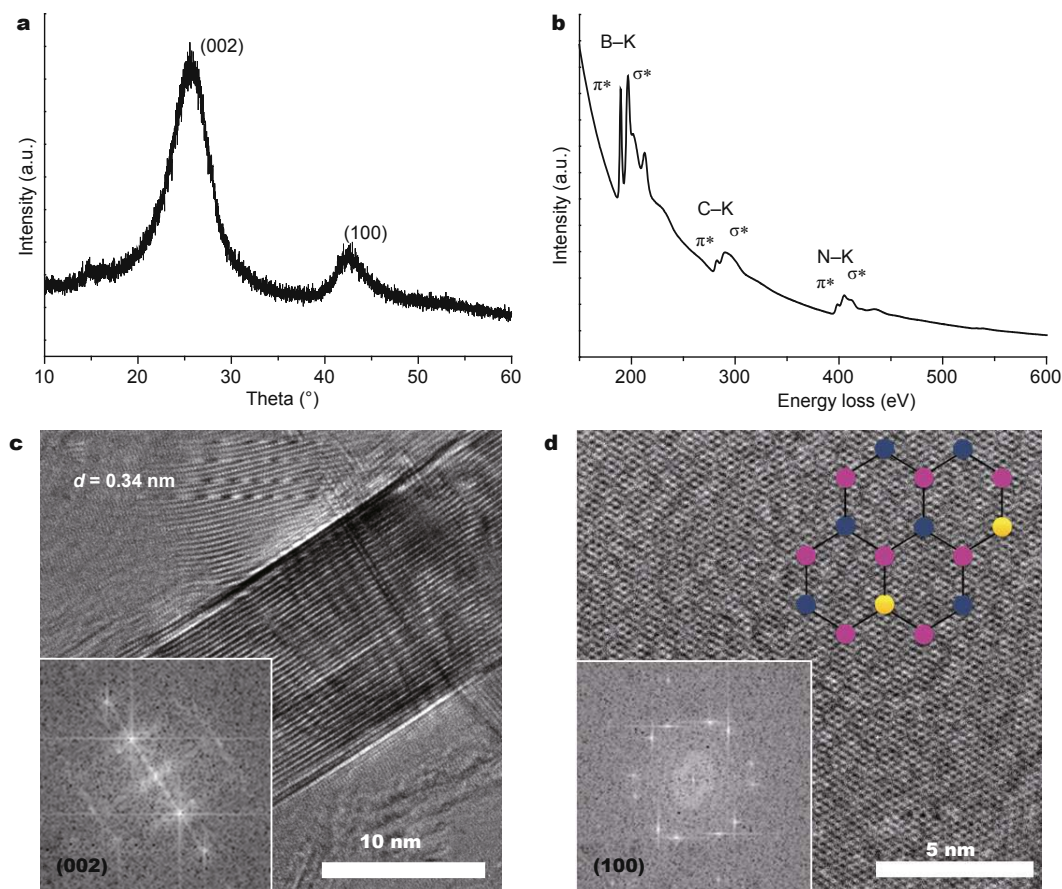 a
(002)
(100)
Intensity (a.u.)
10 20 30 40 50 60
Theta (°)
b
B–K
π* σ*
C–K
π* σ*
N–K
π* σ*
Intensity (a.u.)
200 300 400 500 600
Energy loss (eV)
c
d = 0.34 nm
(002)
10 nm
d
(100)
5 nm